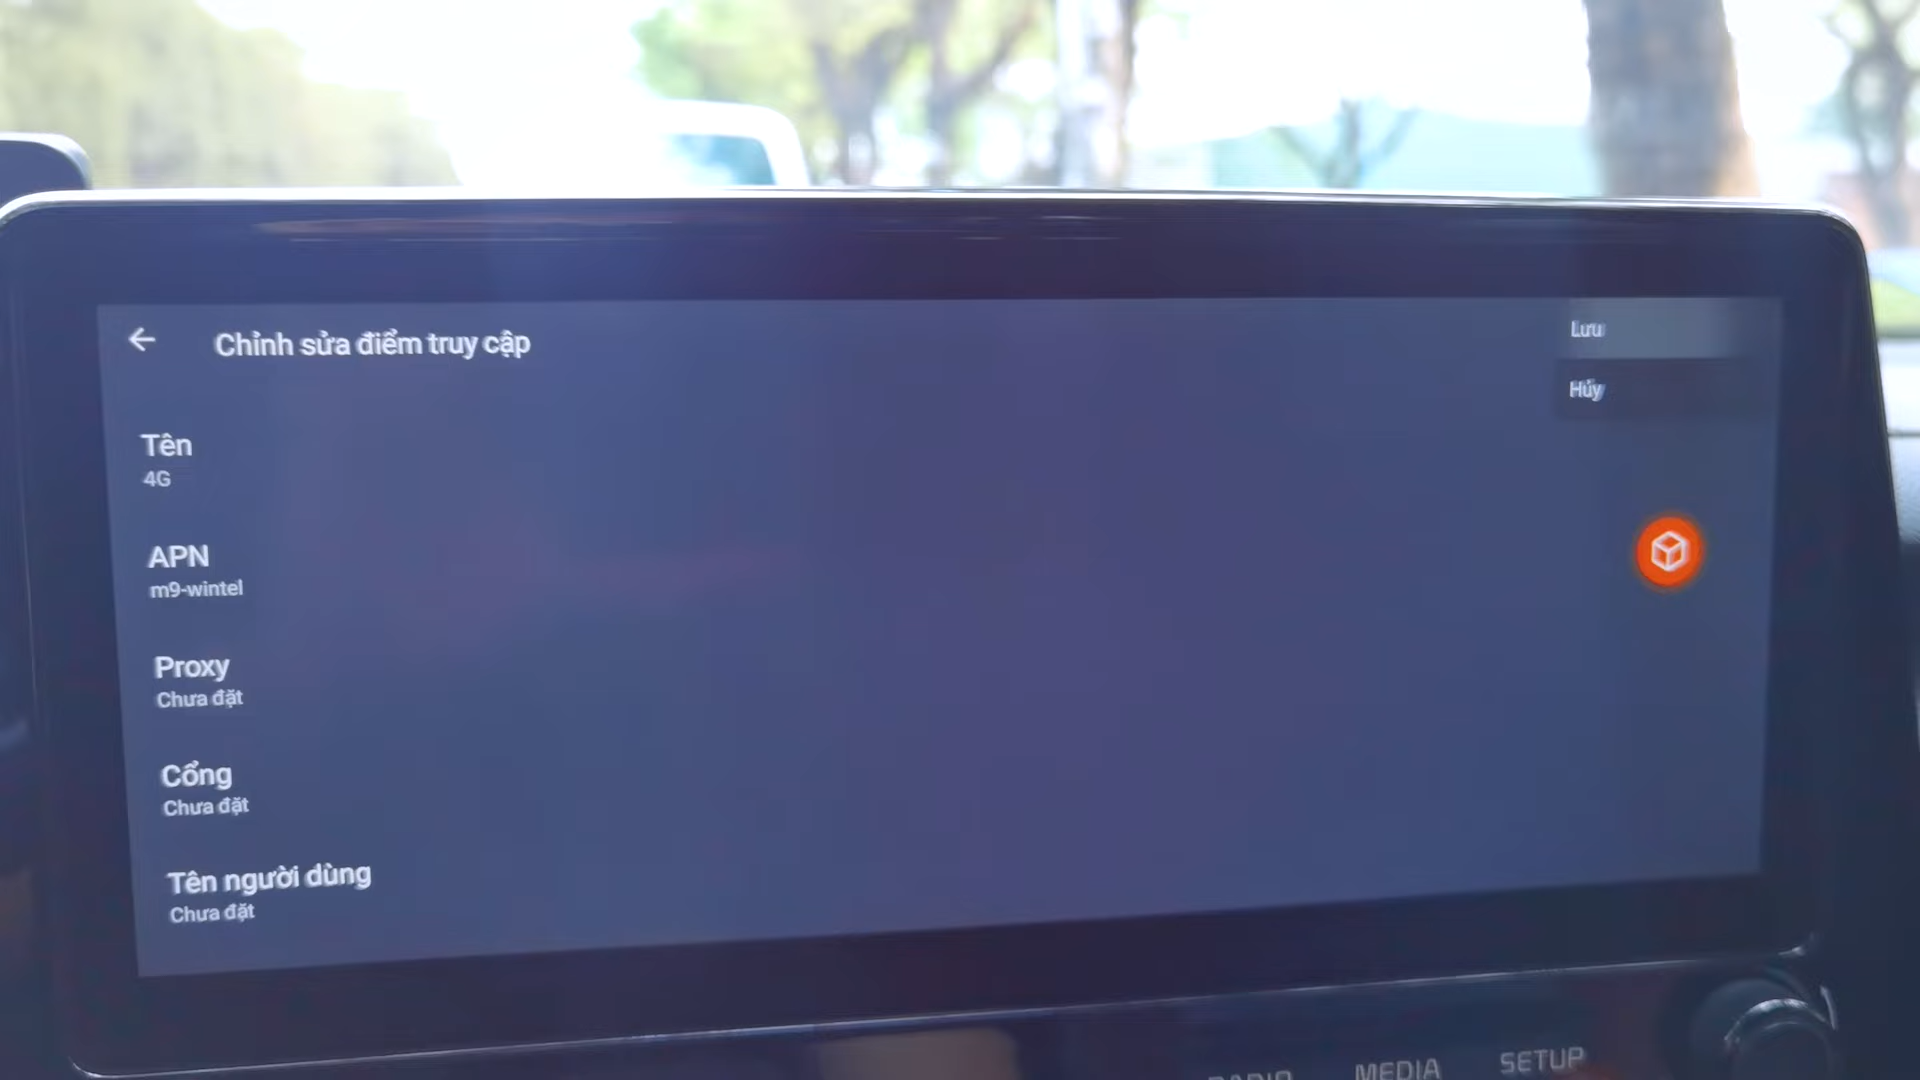 Chỉnh sửa điểm truy cập
Lưu
Hủy
Tên
4G
APN
m9-wintel
Proxy
Chưa đặt
Cổng
Chưa đặt
Tên người dùng
Chưa đặt
RADIO
MEDIA
SETUP